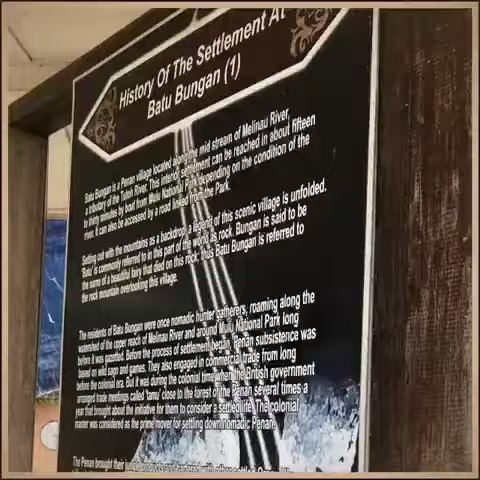 History Of The Settlement At
Batu Bungan (1)
Batu Bungan is a Penan village located along the mid stream of Melinau River,
a tributary of the Tutoh River. This interior settlement can be reached in about fifteen
to thirty minutes by boat from Mulu National Park depending on the condition of the
river. It can also be accessed by a road linked from the Park.
Setting out with the mountains as a backdrop, a legend of this scenic village is unfolded.
'Batu' is commonly referred to in this part of the world as rock. Bungan is said to be
the name of a beautiful fairy that died on this rock, thus Batu Bungan is referred to
the rock mountain overlooking this village.
The residents of Batu Bungan were once nomadic hunter gatherers, roaming along the
watershed of the upper reach of Melinau River and around Mulu National Park long
before it was gazetted. Before the process of settlement began, Penan subsistence was
based on wild sago and games. They also engaged in commercial trade from long
before the colonial era. But it was during the colonial time when the British government
arranged trade meetings called 'tamu' close to the forest of the Penan several times a
year that brought about the initiative for them to consider a settled life. The colonial
master was considered as the prime mover for settling down nomadic Penan.
The Penan brought their jungle products and bartered with other